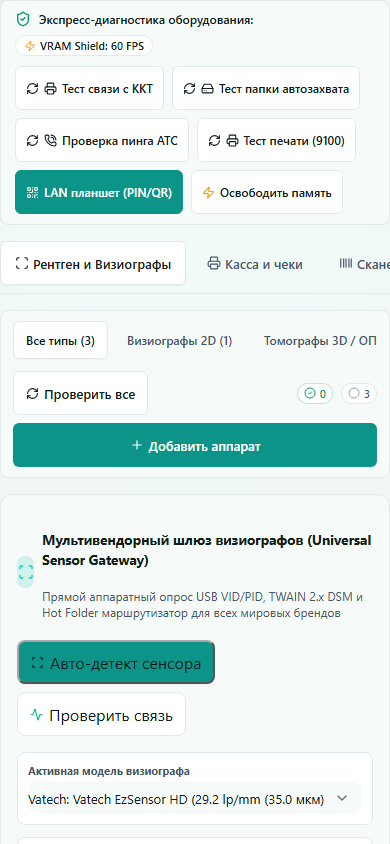 Экспресс-диагностика оборудования:
VRAM Shield: 60 FPS
Тест связи с ККТ
Тест папки автозахвата
Проверка пинга АТС
Тест печати (9100)
LAN планшет (PIN/QR)
Освободить память
Рентген и Визиографы
Касса и чеки
Скане
Все типы (3)
Визиографы 2D (1)
Томографы 3D / ОП
Проверить все
0
3
Добавить аппарат
Мультивендорный шлюз визиографов (Universal
Sensor Gateway)
Прямой аппаратный опрос USB VID/PID, TWAIN 2.x DSM и
Hot Folder маршрутизатор для всех мировых брендов
Авто-детект сенсора
Проверить связь
Активная модель визиографа
Vatech: Vatech EzSensor HD (29.2 lp/mm (35.0 мкм)